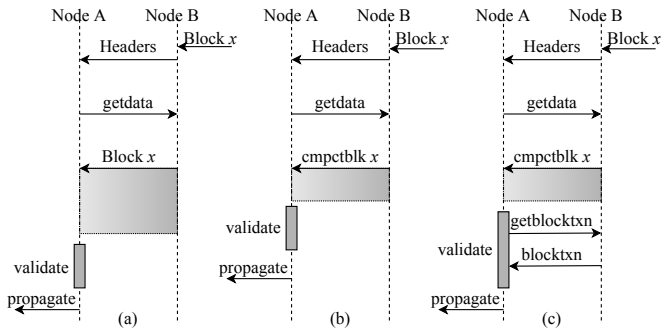 Node A Node B
Block x
Headers
getdata
Block x
validate
propagate
(a)
Node A Node B
Block x
Headers
getdata
cmpctblk x
validate
propagate
(b)
Node A Node B
Block x
Headers
getdata
cmpctblk x
getblocktxn
validate
blocktxn
propagate
(c)